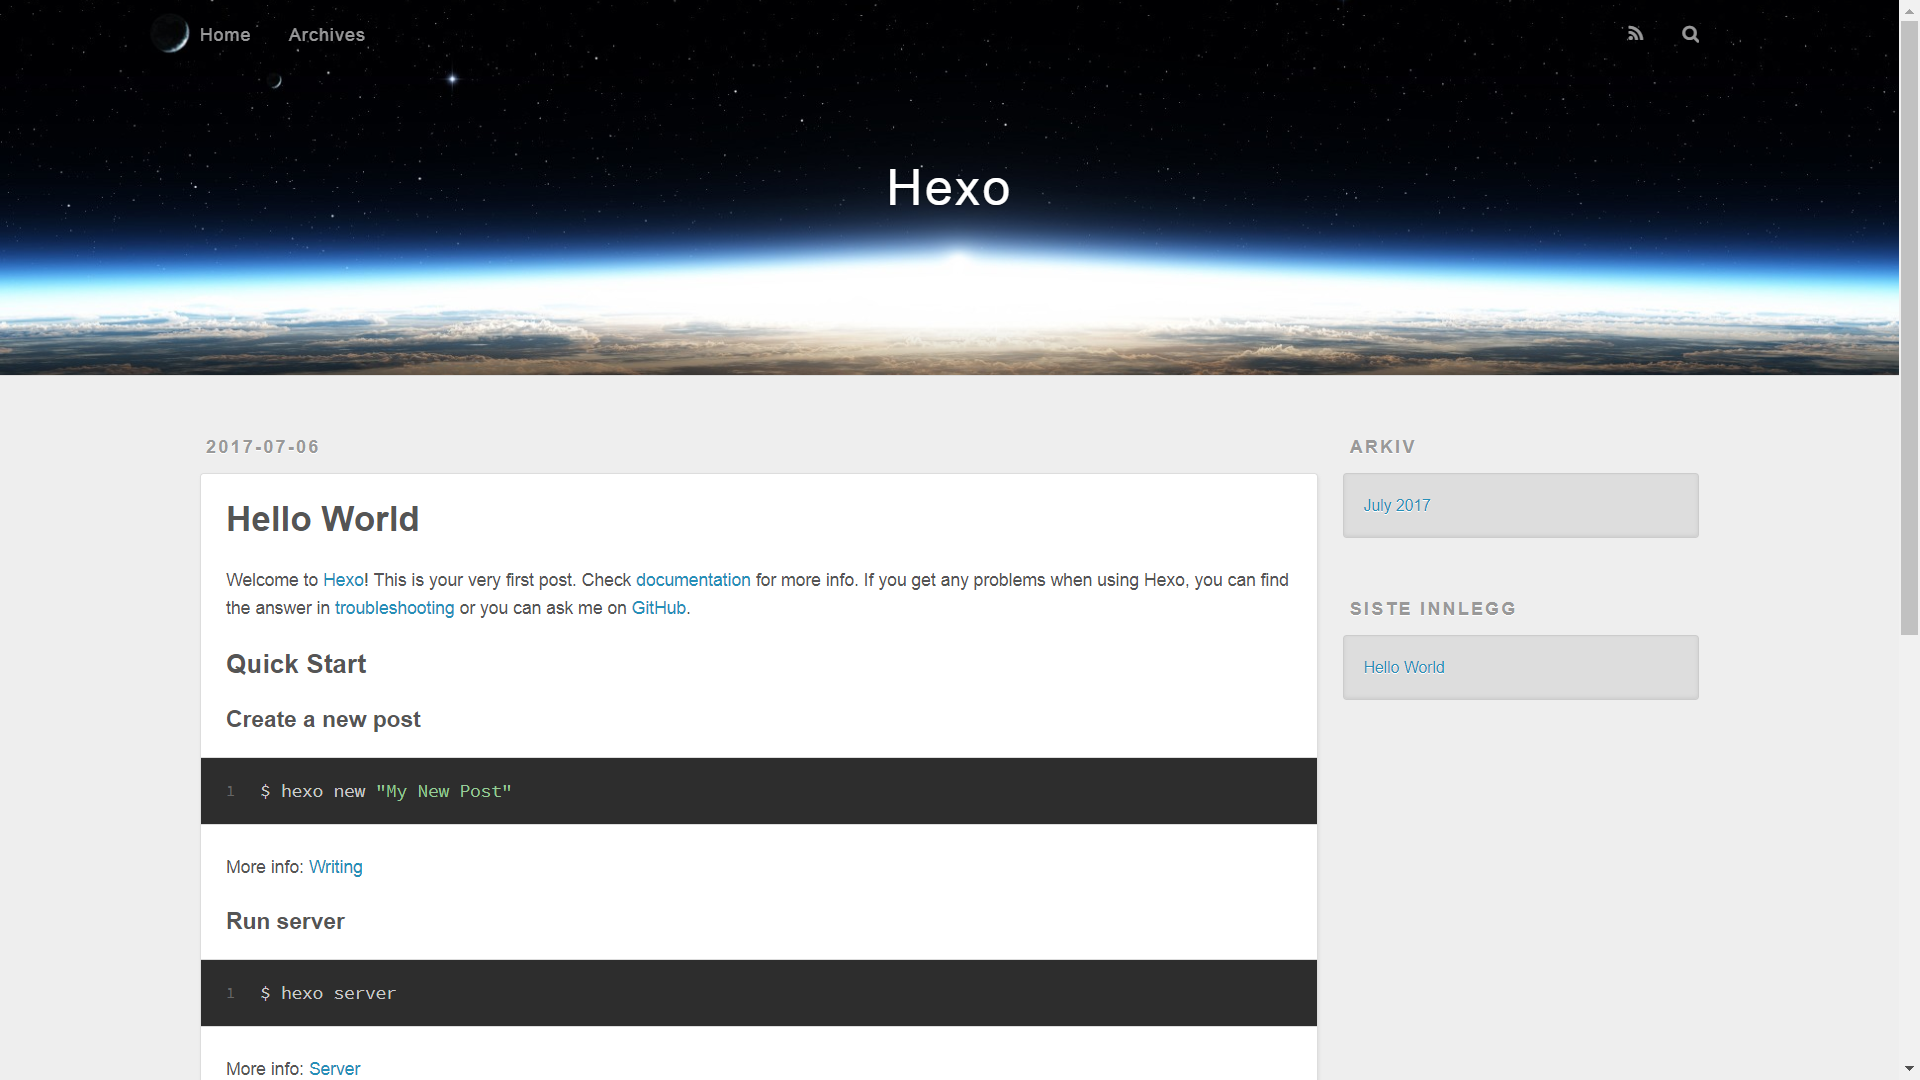 Home
Archives
Hexo
2017-07-06
Hello World
Welcome to Hexo! This is your very first post. Check documentation for more info. If you get any problems when using Hexo, you can find
the answer in troubleshooting or you can ask me on GitHub.
Quick Start
Create a new post
1 $ hexo new "My New Post"
More info: Writing
Run server
1 $ hexo server
More info: Server
ARKIV
July 2017
SISTE INNLEGG
Hello World